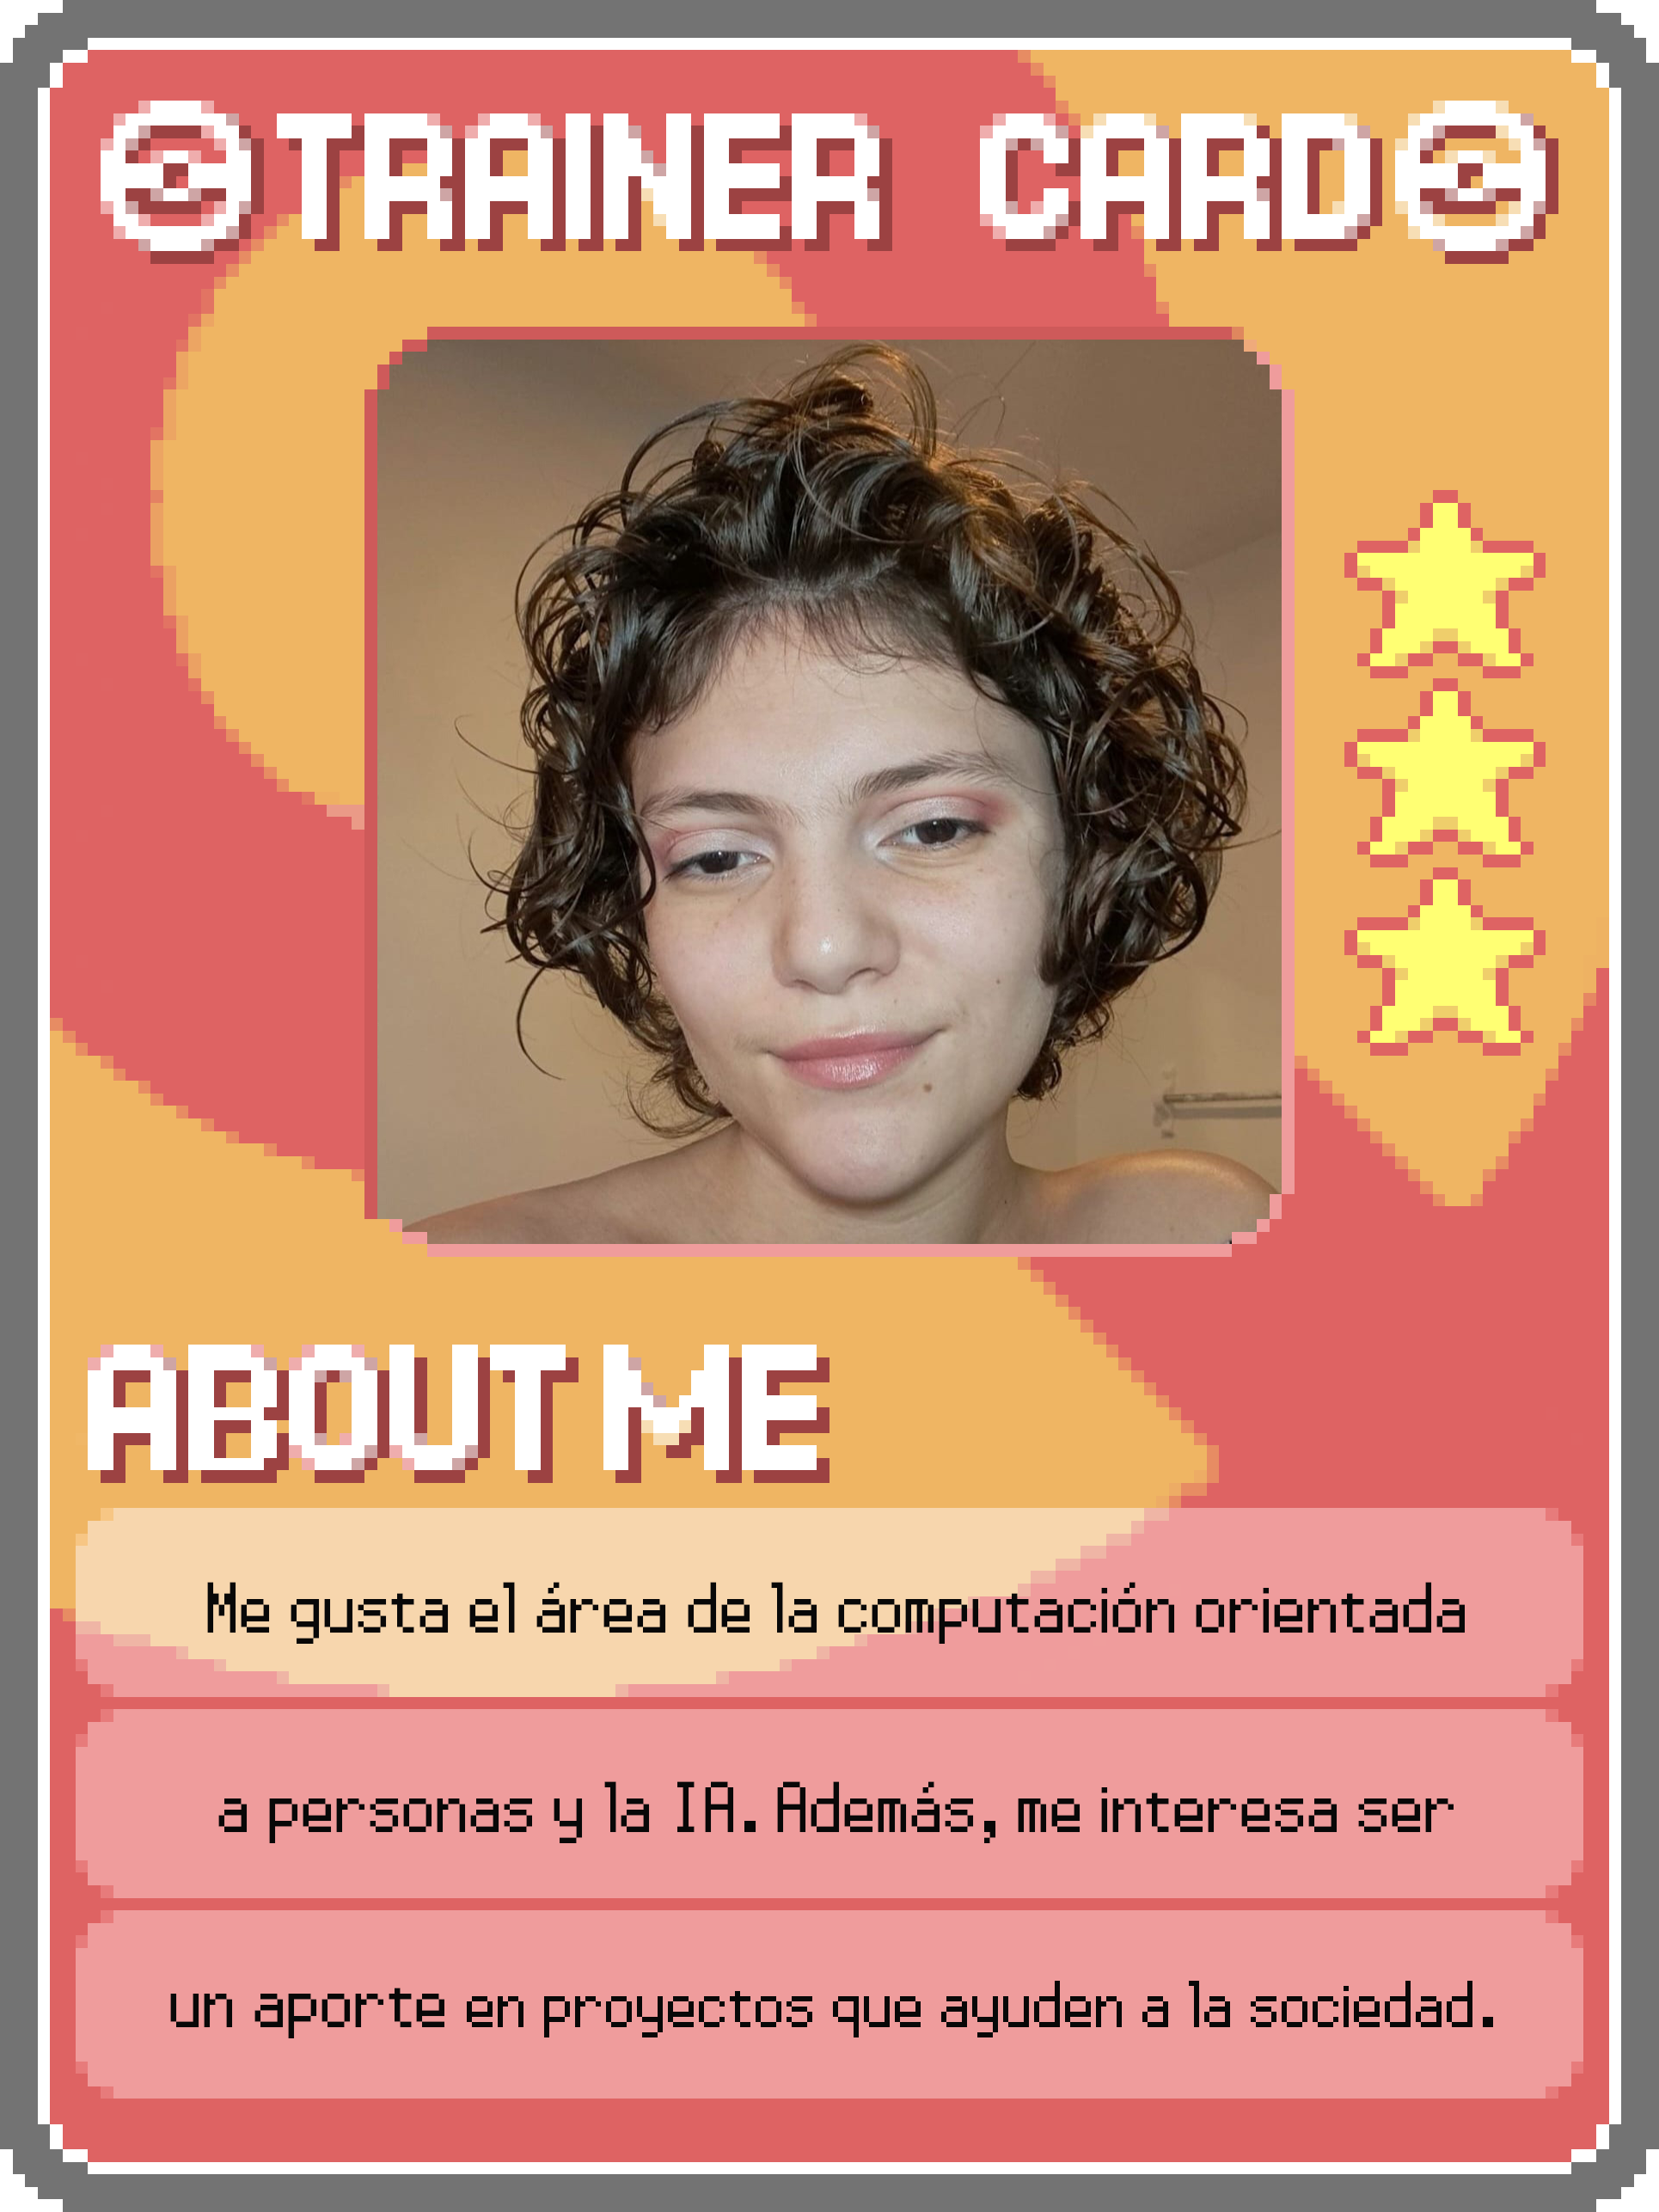 TRAINER CARD
ABOUT ME
Me gusta el área de la computación orientada
a personas y la IA. Además, me interesa ser
un aporte en proyectos que ayuden a la sociedad.